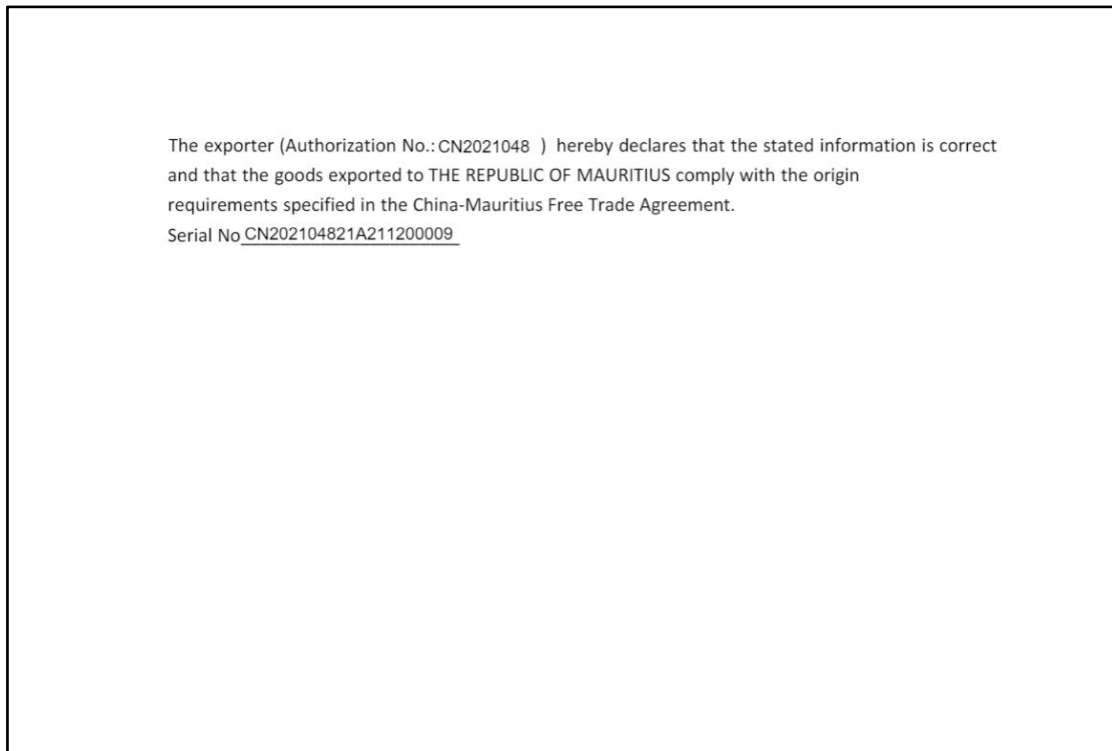 The exporter (Authorization No.: CN2021048 ) hereby declares that the stated information is correct
and that the goods exported to THE REPUBLIC OF MAURITIUS comply with the origin
requirements specified in the China-Mauritius Free Trade Agreement.
Serial No CN202104821A211200009